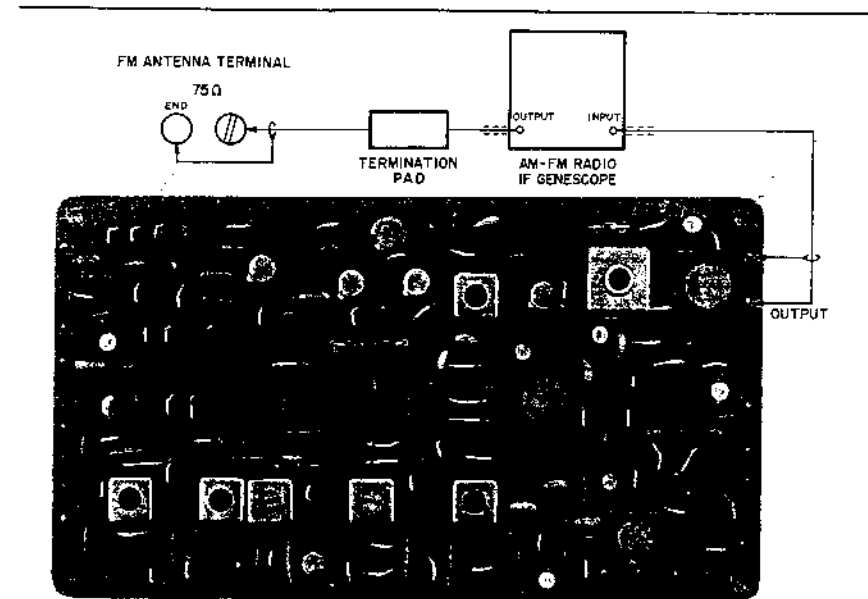 FM ANTENNA TERMINAL
75Ω
END
OUTPUT
INPUT
TERMINATION
PAD
AM-FM RADIO
IF GENESCOPE
OUTPUT